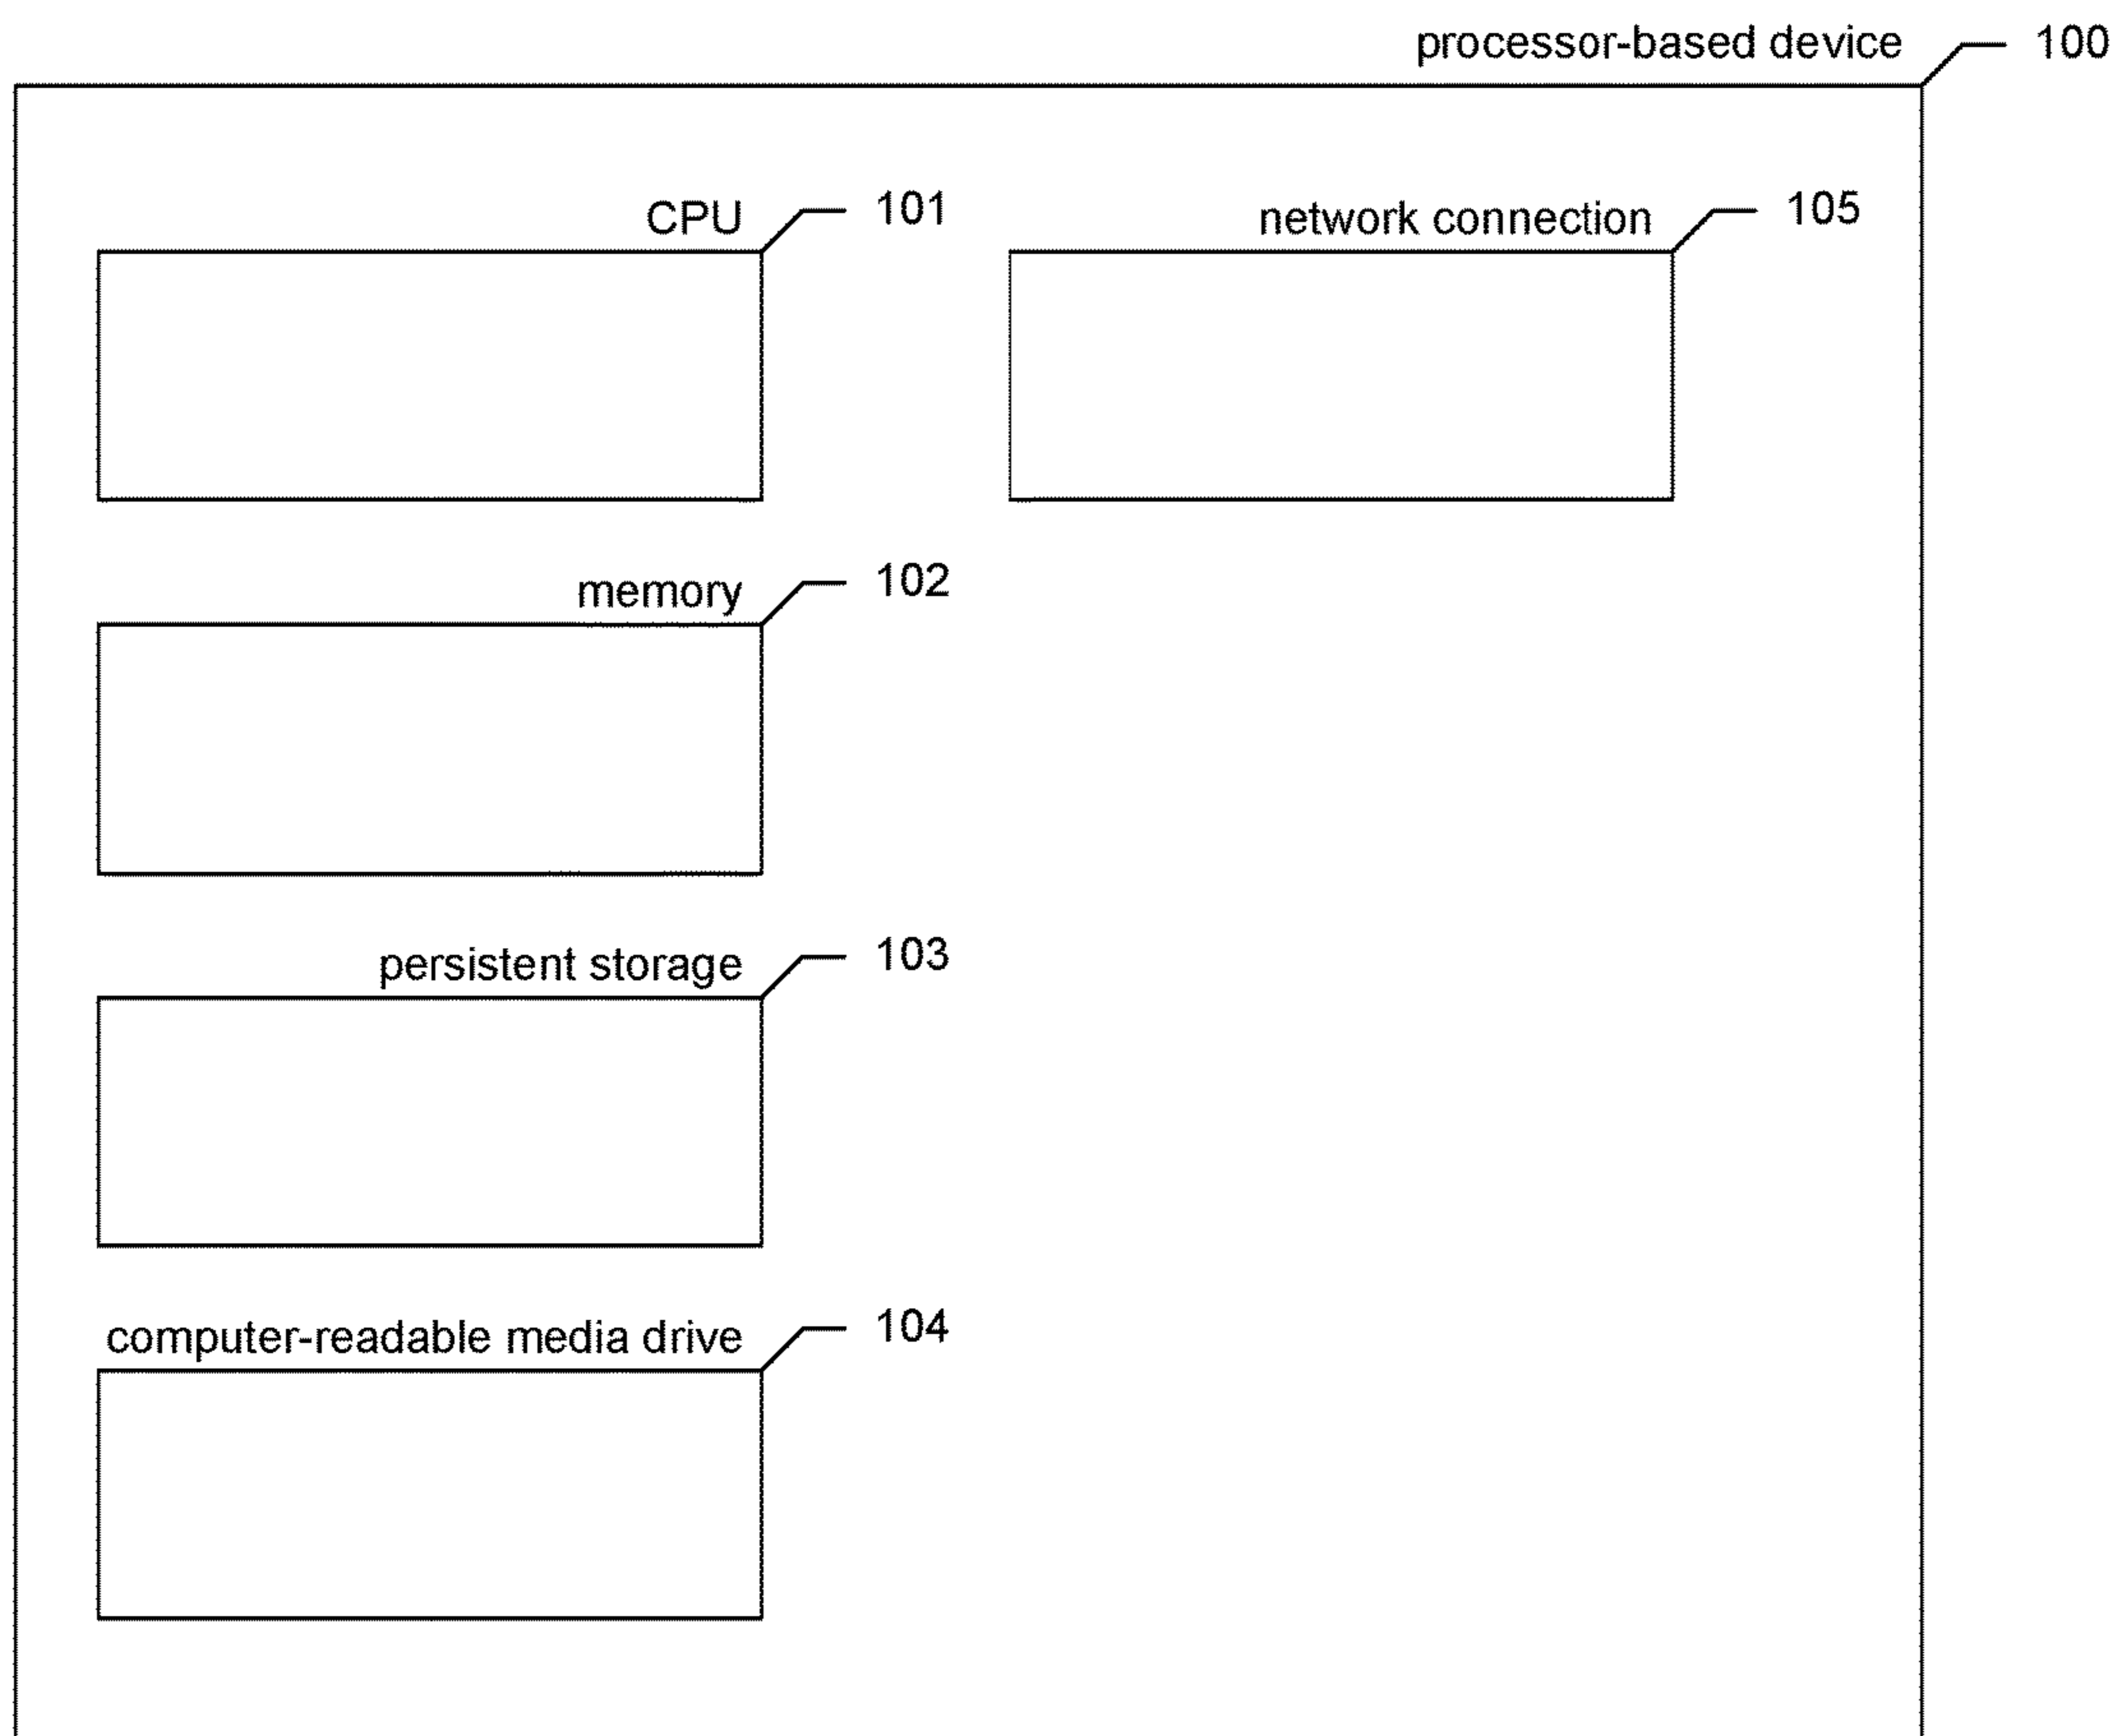 processor-based device 100
CPU 101
network connection 105
memory 102
persistent storage 103
computer-readable media drive 104